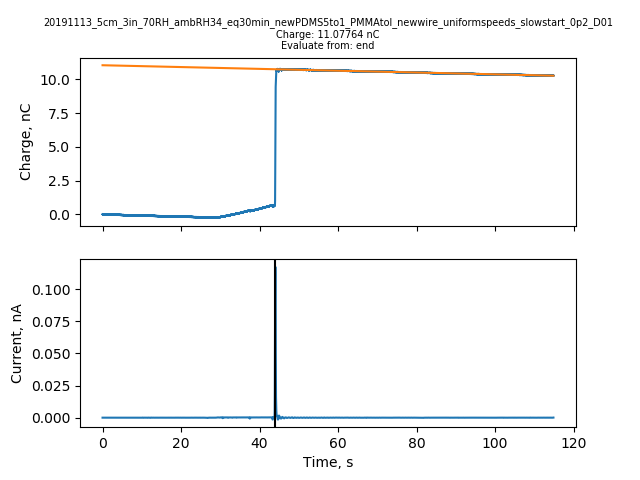 20191113_5cm_3in_70RH_ambRH34_eq30min_newPDMS5to1_PMMAtol_newwire_uniformspeeds_slowstart_0p2_D01
Charge: 11.07764 nC
Evaluate from: end
10.0
7.5
5.0
2.5
0.0
Charge, nC
0.100
0.075
0.050
0.025
0.000
Current, nA
0 20 40 60 80 100 120
Time, s